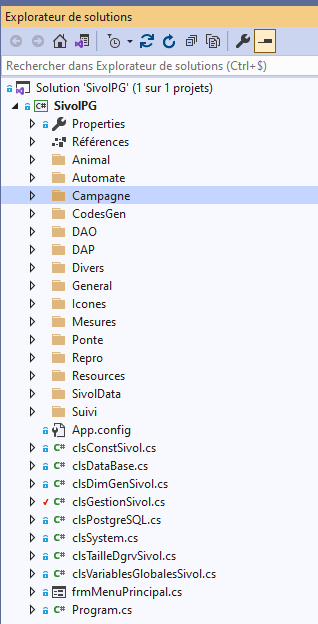 Explorateur de solutions
Rechercher dans Explorateur de solutions (Ctrl+$)
Solution 'SivolPG' (1 sur 1 projets)
C# SivolPG
Properties
Références
Animal
Automate
Campagne
CodesGen
DAO
DAP
Divers
General
Icones
Mesures
Ponte
Repro
Resources
SivolData
Suivi
App.config
C# clsConstSivol.cs
C# clsDataBase.cs
C# clsDimGenSivol.cs
C# clsGestionSivol.cs
C# clsPostgreSQL.cs
C# clsSystem.cs
C# clsTailleDgrvSivol.cs
C# clsVariablesGlobalesSivol.cs
frmMenuPrincipal.cs
C# Program.cs